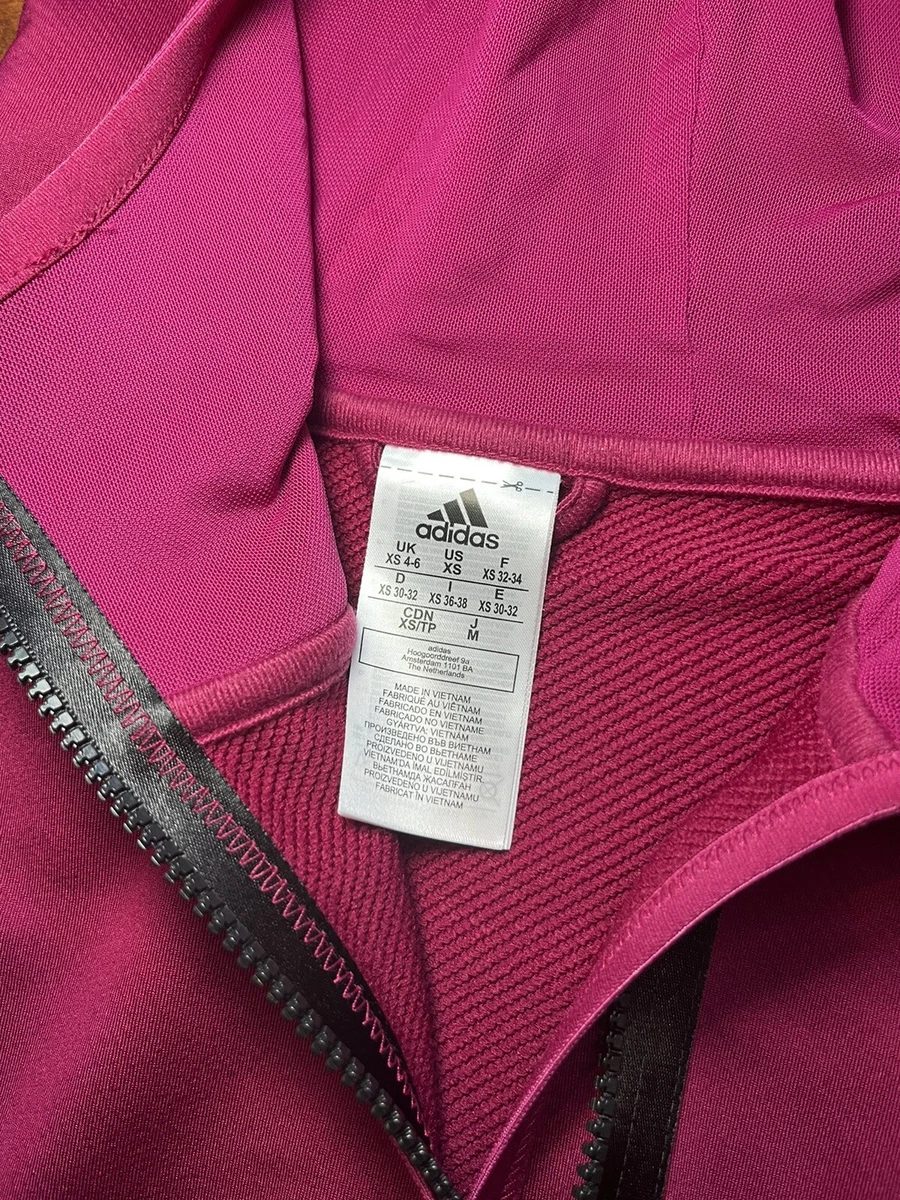 adidas
UK US F
XS 4-6 XS XS 32-34
D I E
XS 30-32 XS 36-38 XS 30-32
CDN J
XS/TP M
adidas
Hoogoorddreef 9a
Amsterdam 1101 BA
The Netherlands
MADE IN VIETNAM
FABRIQUÉ AU VIÊTNAM
FABRICADO EN VIETNAM
FABRICADO NO VIETNAME
GYÁRTVA: VIETNAM
ПРОИЗВЕДЕНО ВЪВ ВИЕТНАМ
СДЕЛАНО ВО ВЬЕТНАМЕ
PROIZVEDENO U VIJETNAMU
VIETNAM'DA İMAL EDİLMİŞTİR.
ВЬЕТНАМДА ЖАСАЛҒАН
PROIZVEDENO U VIJETNAMU
FABRICAT ÎN VIETNAM